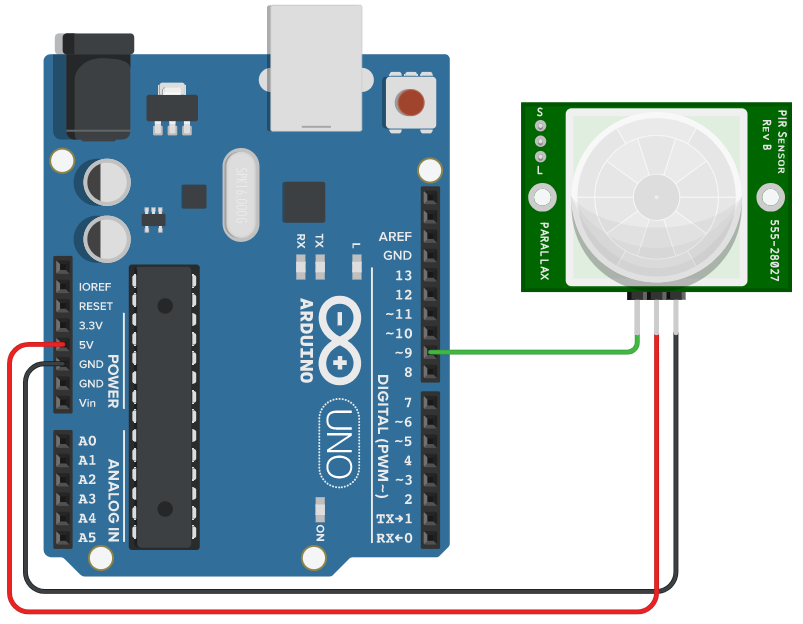 SPK16.000G
RX
TX
L
AREF
GND
13
12
~11
~10
~9
8
7
~6
~5
4
~3
2
TX→1
RX←0
DIGITAL (PWM~)
IOREF
RESET
3.3V
5V
GND
GND
Vin
POWER
A0
A1
A2
A3
A4
A5
ANALOG IN
ARDUINO
UNO
ON
S
L
PARALLAX
PIR SENSOR
REV B
555-28027